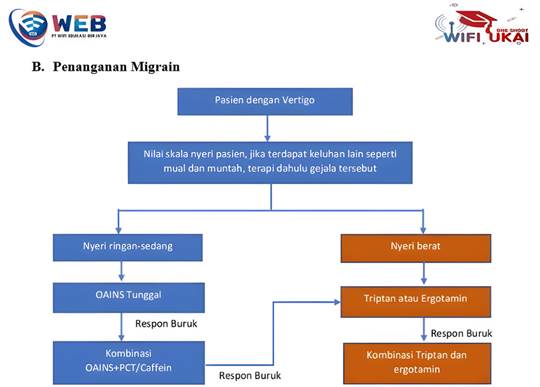 WEB
PT WIFI EDUKASI BERJAYA
ONE SHOOT
WIFI UKAI
B. Penanganan Migrain
Pasien dengan Vertigo
Nilai skala nyeri pasien, jika terdapat keluhan lain seperti
mual dan muntah, terapi dahulu gejala tersebut
Nyeri ringan-sedang
Nyeri berat
OAINS Tunggal
Triptan atau Ergotamin
Respon Buruk
Respon Buruk
Kombinasi
OAINS+PCT/Caffein
Respon Buruk
Kombinasi Triptan dan
ergotamin